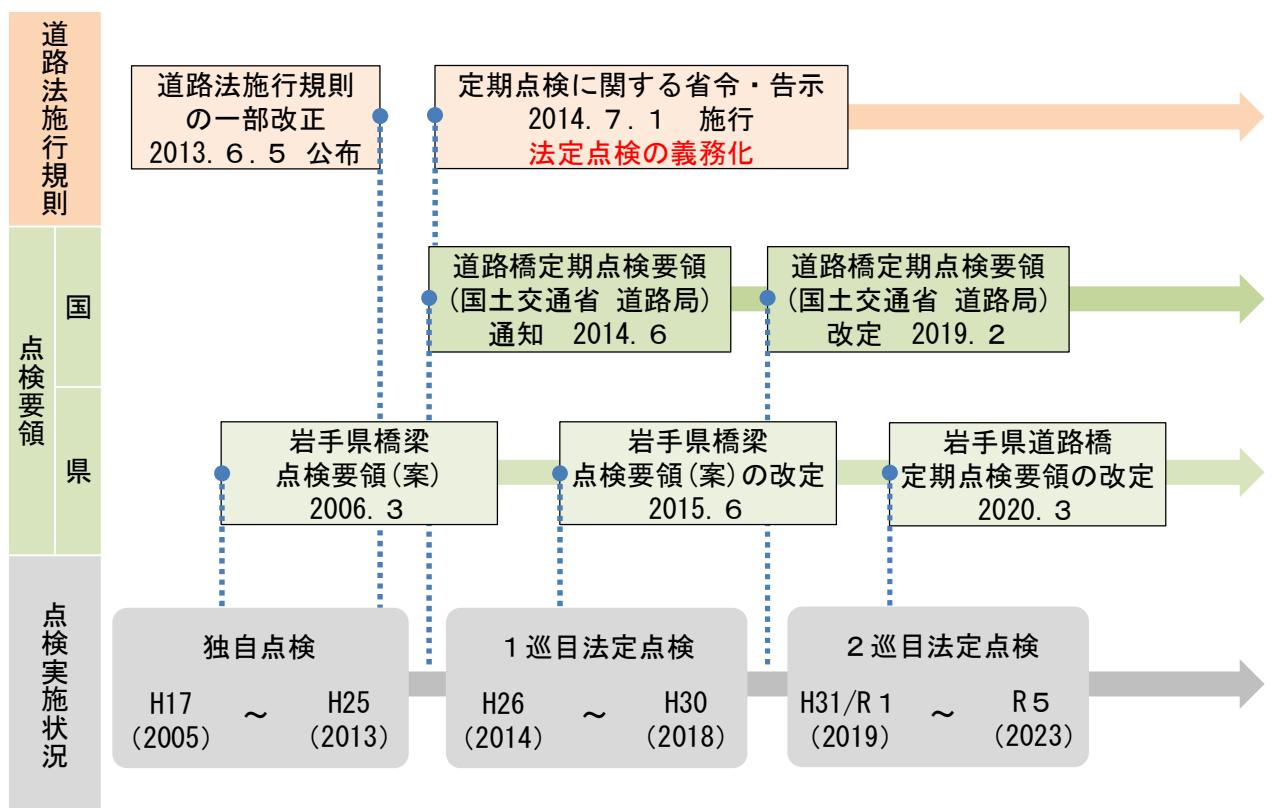 道路法施行規則
道路法施行規則
の一部改正
2013.６.５ 公布
定期点検に関する省令・告示
2014.７.１ 施行
法定点検の義務化
点検要領
国
道路橋定期点検要領
(国土交通省 道路局)
通知 2014.６
道路橋定期点検要領
(国土交通省 道路局)
改定 2019.２
県
岩手県橋梁
点検要領(案)
2006.３
岩手県橋梁
点検要領(案)の改定
2015.６
岩手県道路橋
定期点検要領の改定
2020.３
点検実施状況
独自点検
H17 ～ H25
(2005) (2013)
１巡目法定点検
H26 ～ H30
(2014) (2018)
２巡目法定点検
H31/R１ ～ R５
(2019) (2023)